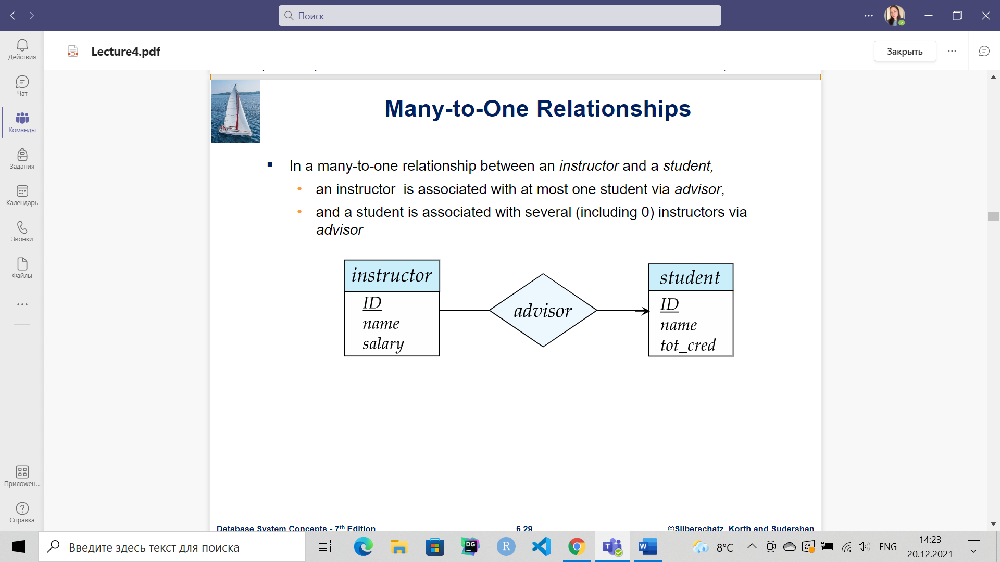 Поиск
Lecture4.pdf
Закрыть
Действия
Чат
Команды
Задания
Календарь
Звонки
Файлы
Приложен...
Справка
Many-to-One Relationships
In a many-to-one relationship between an instructor and a student,
an instructor is associated with at most one student via advisor,
and a student is associated with several (including 0) instructors via
advisor
instructor
ID
name
salary
advisor
student
ID
name
tot_cred
Database System Concepts - 7th Edition
6.29
©Silberschatz, Korth and Sudarshan
Введите здесь текст для поиска
DG
R
T
W
8°C
ENG
14:23
20.12.2021